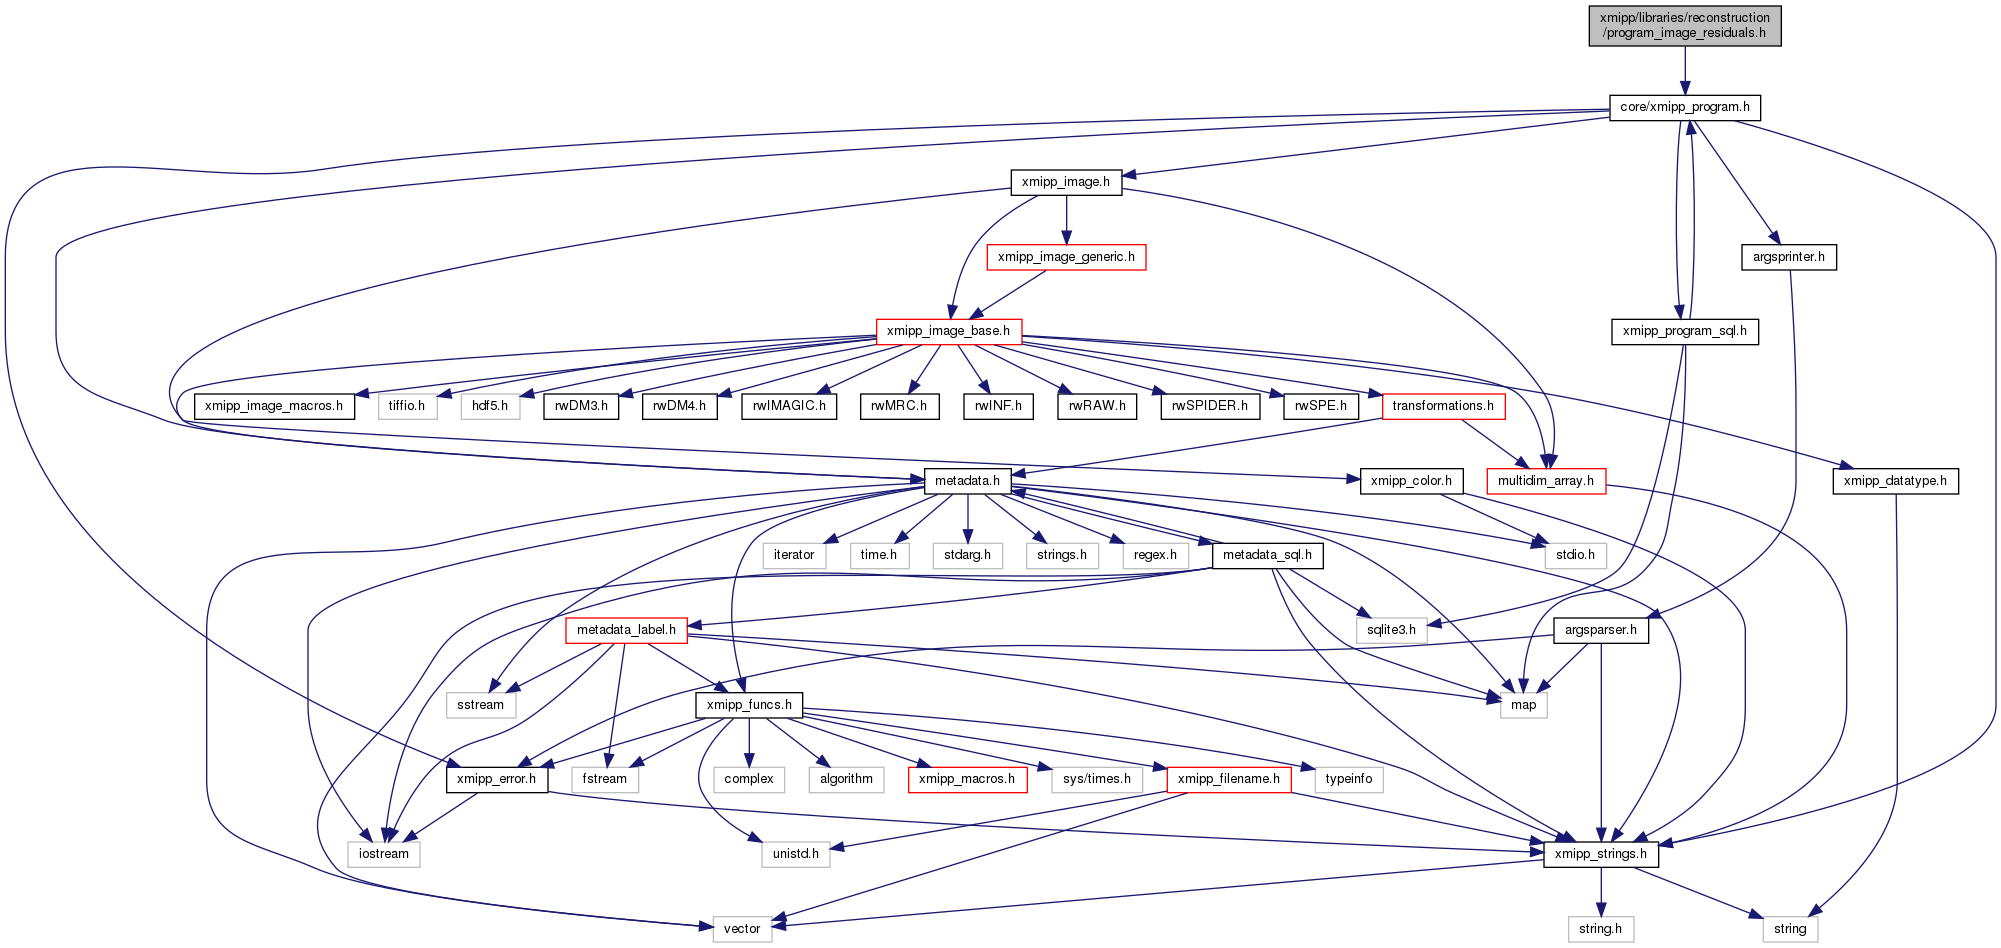 xmipp/libraries/reconstruction
/program_image_residuals.h
core/xmipp_program.h
xmipp_image.h
xmipp_image_generic.h
argsprinter.h
xmipp_image_base.h
xmipp_program_sql.h
xmipp_image_macros.h
tiffio.h
hdf5.h
rwDM3.h
rwDM4.h
rwIMAGIC.h
rwMRC.h
rwINF.h
rwRAW.h
rwSPIDER.h
rwSPE.h
transformations.h
metadata.h
xmipp_color.h
multidim_array.h
xmipp_datatype.h
iterator
time.h
stdarg.h
strings.h
regex.h
metadata_sql.h
stdio.h
metadata_label.h
sqlite3.h
argsparser.h
sstream
xmipp_funcs.h
map
xmipp_error.h
fstream
complex
algorithm
xmipp_macros.h
sys/times.h
xmipp_filename.h
typeinfo
iostream
unistd.h
xmipp_strings.h
vector
string.h
string